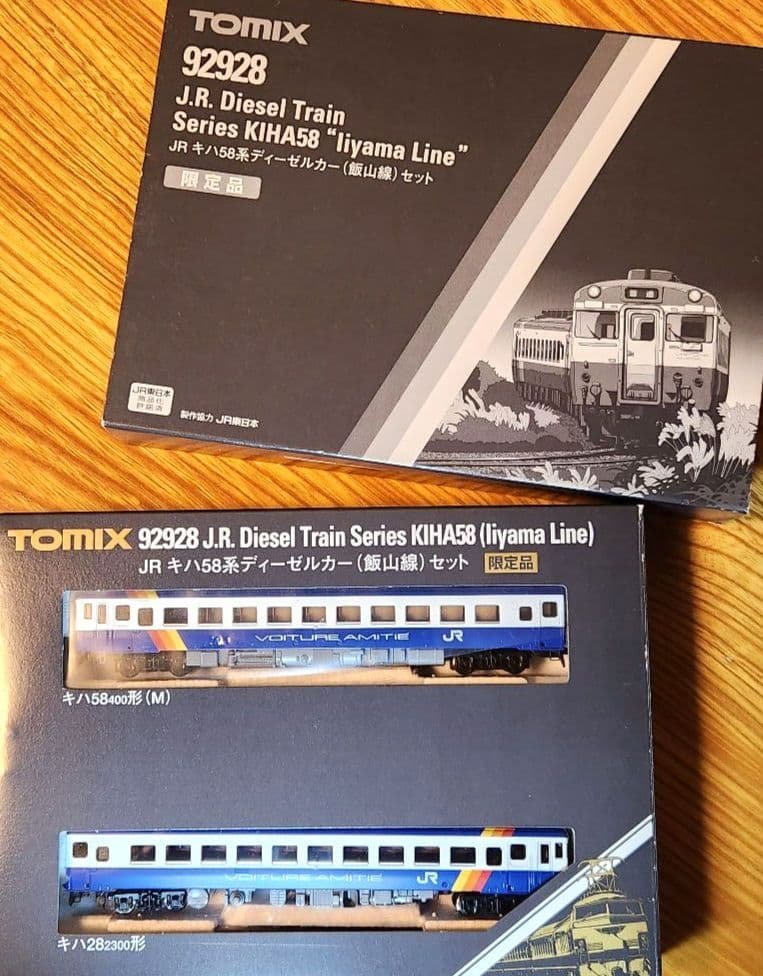 TOMIX
92928
J.R. Diesel Train
Series KIHA58 "Iiyama Line"
JR キハ58系ディーゼルカー(飯山線)セット
限定品
JR東日本
商品化
許諾済
製作協力 JR東日本
TOMIX 92928 J.R. Diesel Train Series KIHA58 (Iiyama Line)
JR キハ58系ディーゼルカー(飯山線)セット 限定品
VOITURE AMITIE JR
キハ58400形(M)
VOITURE AMITIE JR
キハ282300形